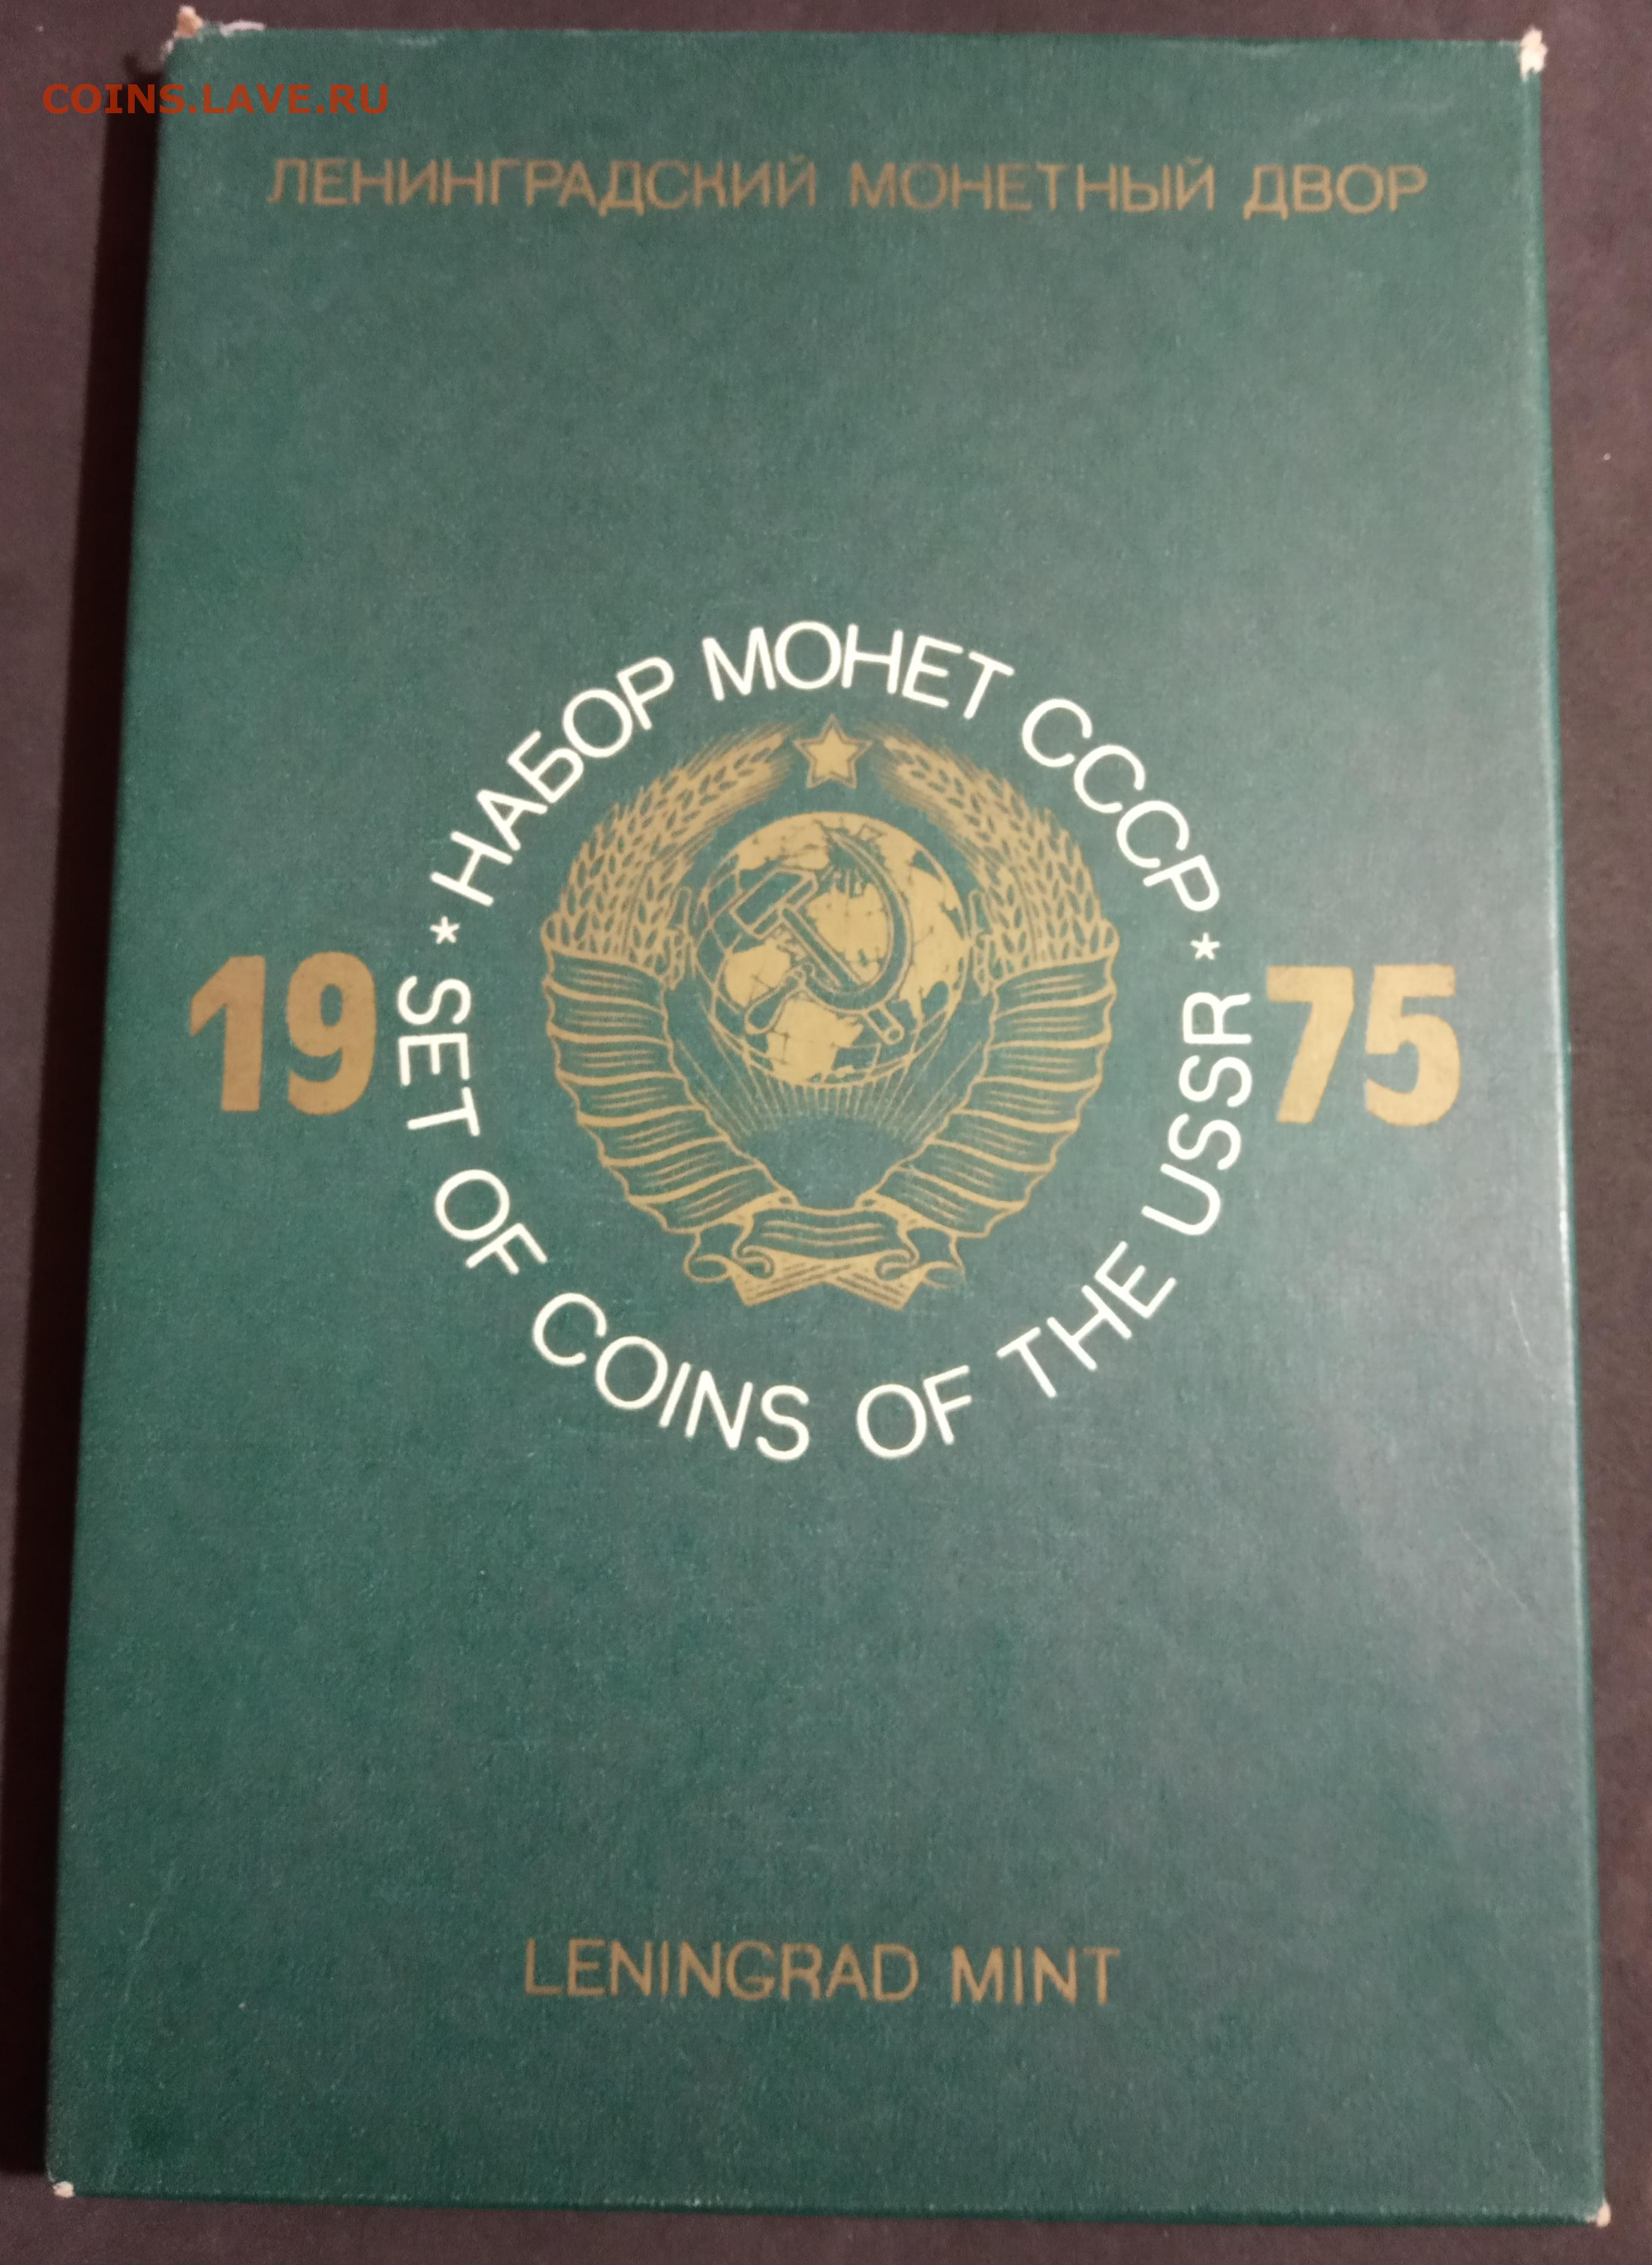 COINS.LAVE.RU
ЛЕНИНГРАДСКИЙ МОНЕТНЫЙ ДВОР
* НАБОР МОНЕТ СССР *
19
75
SET OF COINS OF THE USSR
LENINGRAD MINT